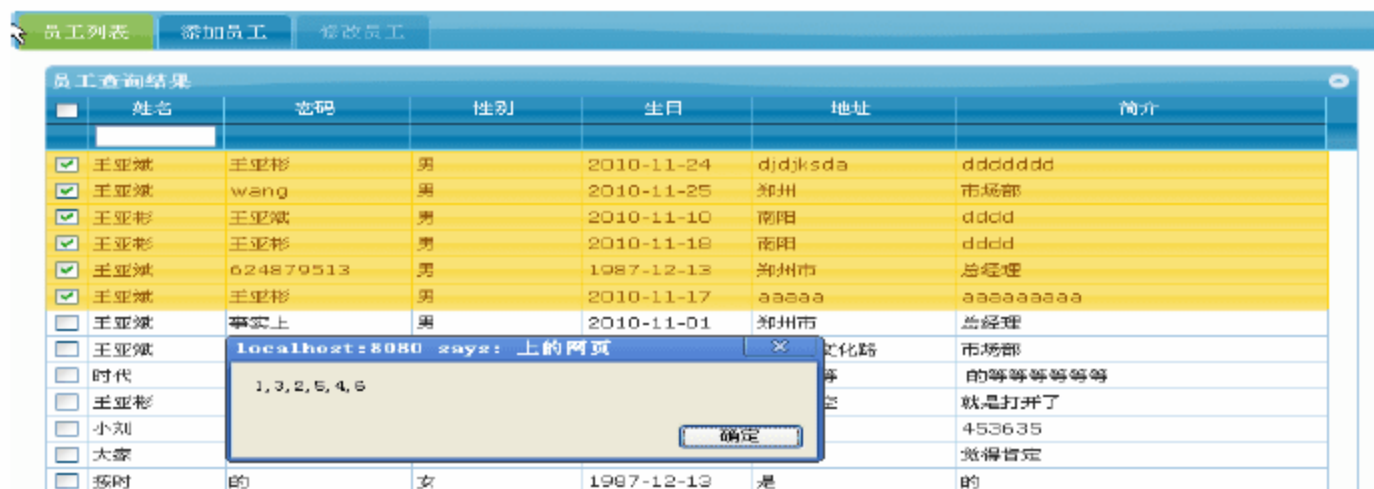 员工列表 添加员工 修改员工
员工查询结果
姓名 密码 性别 生日 地址 简介
王亚斌 王亚彬 男 2010-11-24 djdjksda ddddddd
王亚斌 wang 男 2010-11-25 郑州 市场部
王亚彬 王亚斌 男 2010-11-10 南阳 dddd
王亚彬 王亚彬 男 2010-11-18 南阳 dddd
王亚斌 624879513 男 1987-12-13 郑州市 总经理
王亚斌 王亚彬 男 2010-11-17 aaaaa aaaaaaaaa
王亚斌 事实上 男 2010-11-01 郑州市 总经理
王亚斌 文化路 市场部
时代 等 的等等等等等等
王亚彬 就是打开了
小刘 453635
大家 觉得肯定
按时 的 女 1987-12-13 是 的
localhost:8080 says: 上的网页
1,3,2,5,4,6
确定